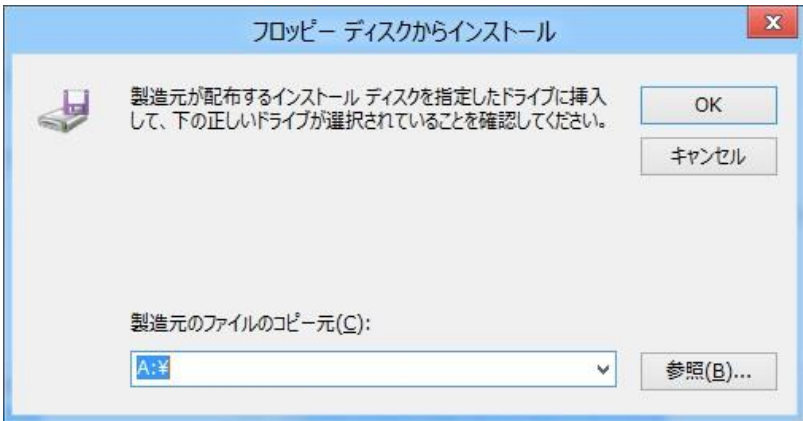 フロッピー ディスクからインストール
x
製造元が配布するインストール ディスクを指定したドライブに挿入
して、下の正しいドライブが選択されていることを確認してください。
OK
キャンセル
製造元のファイルのコピー元(C):
A:¥
参照(B)...